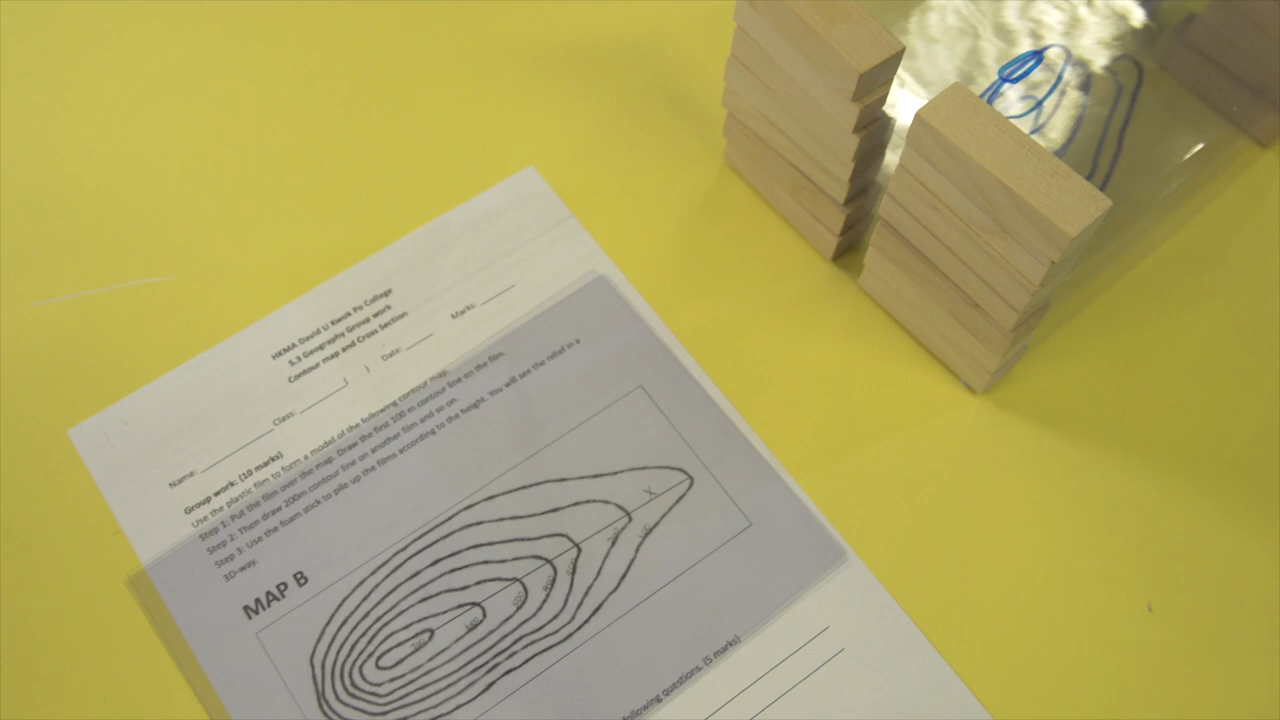 HKMA David Li Kwok Po College
S.3 Geography Group work
Contour map and Cross Section
Name: ____________ Class: ________( ) Date: _____ Marks: ______
Group work: (10 marks)
Use the plastic film to form a model of the following contour map.
Step 1: Put the film over the map. Draw the first 100 m contour line on the film.
Step 2: Then draw 200m contour line on another film and so on.
Step 3: Use the foam stick to pile up the films according to the height. You will see the relief in a
3D-way.
MAP B
X
following questions. (5 marks)